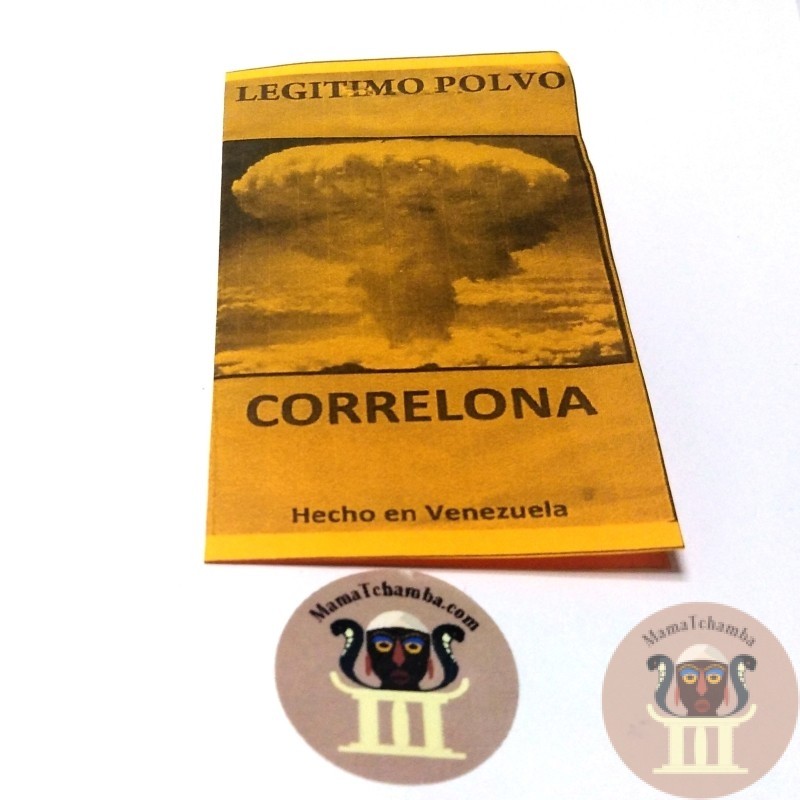 LEGITIMO POLVO
CORRELONA
Hecho en Venezuela
MamaTchamba.com
MamaTchamba